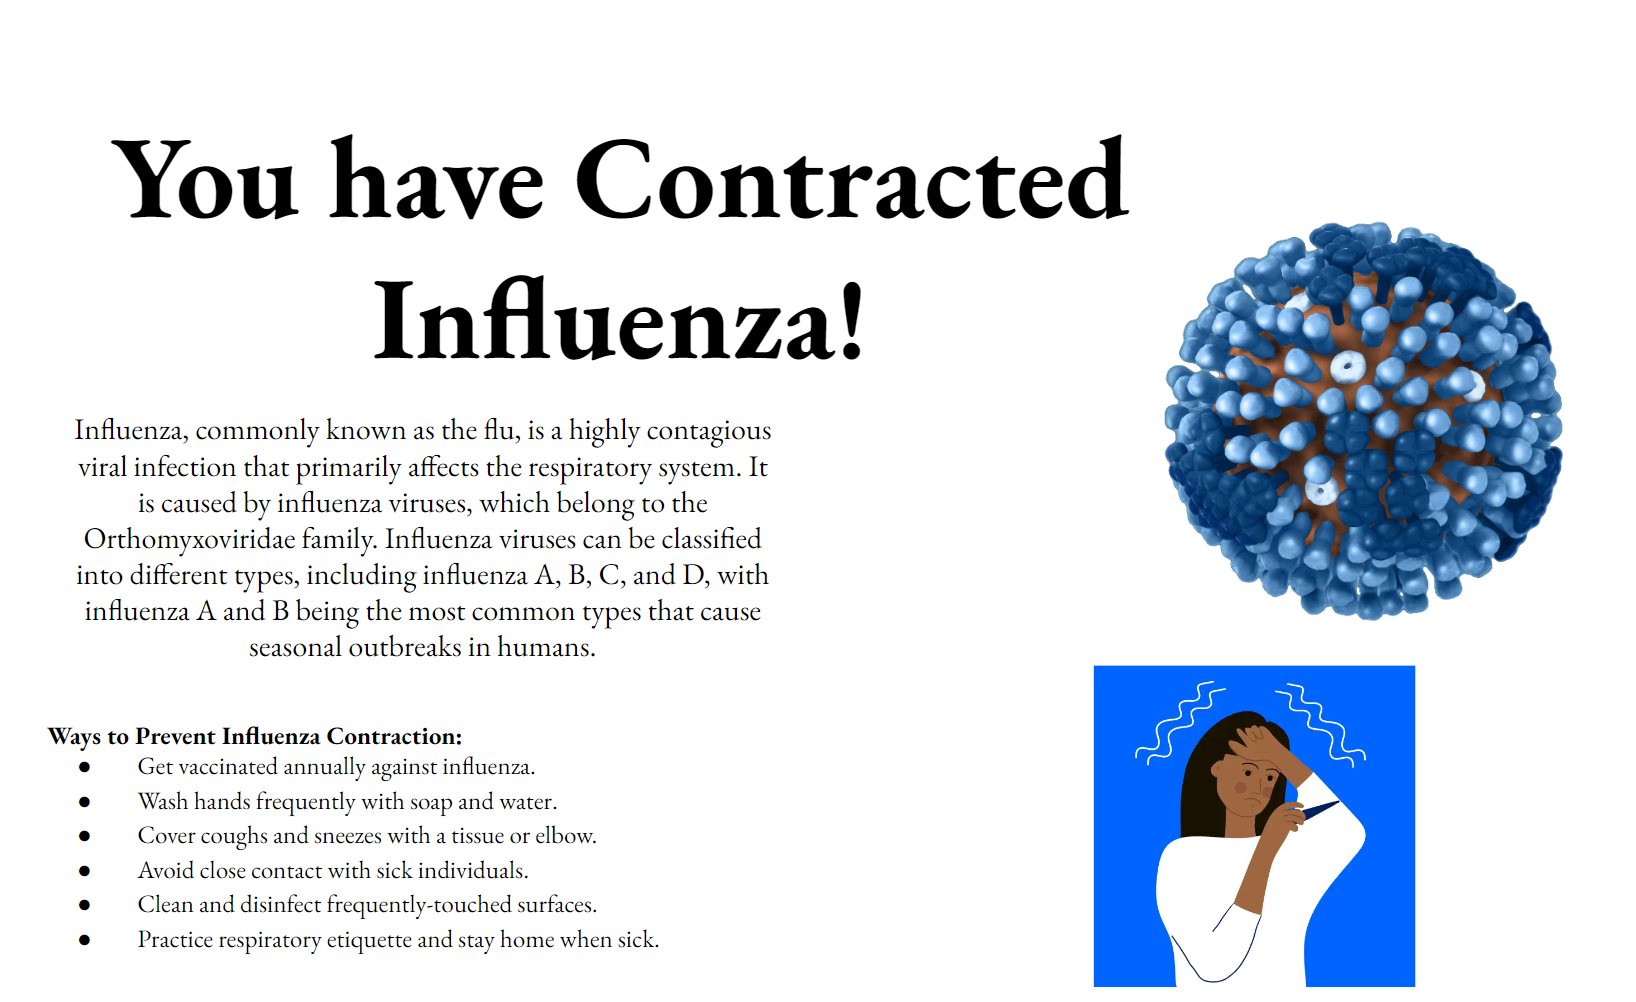 You have Contracted
Influenza!
Influenza, commonly known as the flu, is a highly contagious
viral infection that primarily affects the respiratory system. It
is caused by influenza viruses, which belong to the
Orthomyxoviridae family. Influenza viruses can be classified
into different types, including influenza A, B, C, and D, with
influenza A and B being the most common types that cause
seasonal outbreaks in humans.
Ways to Prevent Influenza Contraction:
● Get vaccinated annually against influenza.
● Wash hands frequently with soap and water.
● Cover coughs and sneezes with a tissue or elbow.
● Avoid close contact with sick individuals.
● Clean and disinfect frequently-touched surfaces.
● Practice respiratory etiquette and stay home when sick.